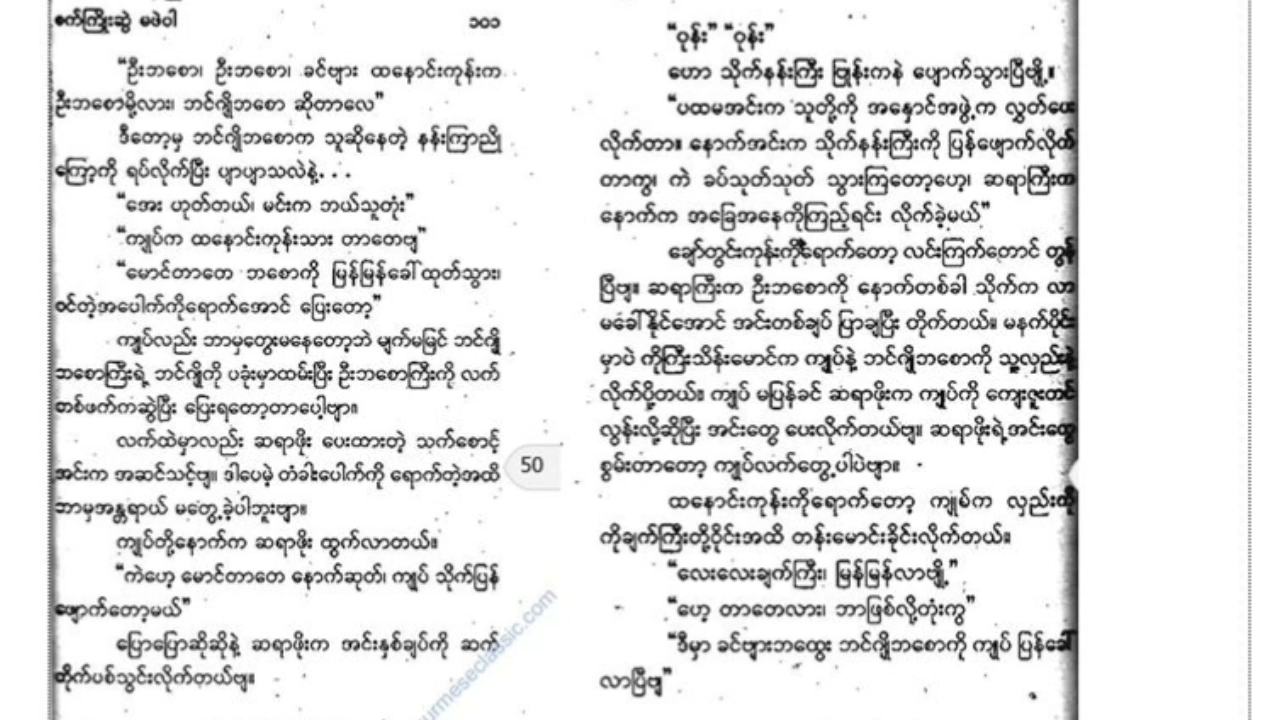 စက်ကြိုးဆွဲ မဖဲဝါ ၁၀၁
“ဦးဘစော၊ ဦးဘစော၊ ခင်ဗျား ထနောင်းကုန်းက
ဦးဘစောမို့လား၊ ဘင်ဂျိုဘစော ဆိုတာလေ”
ဒီတော့မှ ဘင်ဂျိုဘစောက သူဆိုနေတဲ့ နန်းကြာညို
ကြော့ကို ရပ်လိုက်ပြီး ပျာပျာသလဲနဲ့...
“အေး ဟုတ်တယ်၊ မင်းက ဘယ်သူတုံး”
“ကျုပ်က ထနောင်းကုန်းသား တာတေဗျ”
“မောင်တာတေ ဘစောကို မြန်မြန်ခေါ်ထုတ်သွား၊
ဝင်တဲ့အပေါက်ကိုရောက်အောင် ပြေးတော့”
ကျုပ်လည်း ဘာမှတွေးမနေတော့ဘဲ မျက်မမြင် ဘင်ဂျို
ဘစောကြီးရဲ့ ဘင်ဂျိုကို ပခုံးမှာထမ်းပြီး ဦးဘစောကြီးကို လက်
တစ်ဖက်ကဆွဲပြီး ပြေးရတော့တာပေါ့ဗျာ။
လက်ထဲမှာလည်း ဆရာဖိုး ပေးထားတဲ့ သက်စောင့်
အင်းက အဆင်သင့်ဗျ။ ဒါပေမဲ့ တံခါးပေါက်ကို ရောက်တဲ့အထိ
ဘာမှအန္တရာယ် မတွေ့ခဲ့ပါဘူးဗျာ။
ကျုပ်တို့နောက်က ဆရာဖိုး ထွက်လာတယ်။
“ကဲဟေ့ မောင်တာတေ နောက်ဆုတ်၊ ကျုပ် သိုက်ပြန်
ဖျောက်တော့မယ်”
ပြောပြောဆိုဆိုနဲ့ ဆရာဖိုးက အင်းနှစ်ချပ်ကို ဆက်
တိုက်ပစ်သွင်းလိုက်တယ်ဗျ။
50
urmeseclassic.com
“ဝုန်း” “ဝုန်း”
ဟော သိုက်နန်းကြီး ဗြုန်းကနဲ ပျောက်သွားပြီဗျို့။
“ပထမအင်းက သူတို့ကို အနှောင်အဖွဲ့က လွှတ်ပေး
လိုက်တာ။ နောက်အင်းက သိုက်နန်းကြီးကို ပြန်ဖျောက်လိုက်
တာကွ၊ ကဲ ခပ်သုတ်သုတ် သွားကြတော့ဟေ့၊ ဆရာကြီးက
နောက်က အခြေအနေကိုကြည့်ရင်း လိုက်ခဲ့မယ်”
ချော်တွင်းကုန်းကိုရောက်တော့ လင်းကြက်တောင် တွန်
ပြီဗျ။ ဆရာကြီးက ဦးဘစောကို နောက်တစ်ခါ သိုက်က လာ
မခေါ်နိုင်အောင် အင်းတစ်ချပ် ပြာချပြီး တိုက်တယ်။ မနက်ပိုင်း
မှာပဲ ကိုကြီးသိန်းမောင်က ကျုပ်နဲ့ ဘင်ဂျိုဘစောကို သူ့လှည်းနဲ့
လိုက်ပို့တယ်။ ကျုပ် မပြန်ခင် ဆရာဖိုးက ကျုပ်ကို ကျေးဇူးတင်
လွန်းလို့ဆိုပြီး အင်းတွေ ပေးလိုက်တယ်ဗျ။ ဆရာဖိုးရဲ့အင်းတွေ
စွမ်းတာတော့ ကျုပ်လက်တွေ့ပါပဲဗျာ။
ထနောင်းကုန်းကိုရောက်တော့ ကျုပ်က လှည်းကို
ကိုချက်ကြီးတို့ဝိုင်းအထိ တန်းမောင်းခိုင်းလိုက်တယ်။
“လေးလေးချက်ကြီး၊ မြန်မြန်လာဗျို့”
“ဟေ့ တာတေလား၊ ဘာဖြစ်လို့တုံးကွ”
“ဒီမှာ ခင်ဗျားဘထွေး ဘင်ဂျိုဘစောကို ကျုပ် ပြန်ခေါ်
လာပြီဗျ”